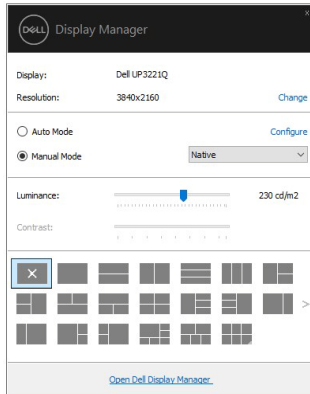 DELL Display Manager
Display: Dell UP3221Q
Resolution: 3840x2160 Change
Auto Mode Configure
Manual Mode Native
Luminance: 230 cd/m2
Contrast:
Open Dell Display Manager